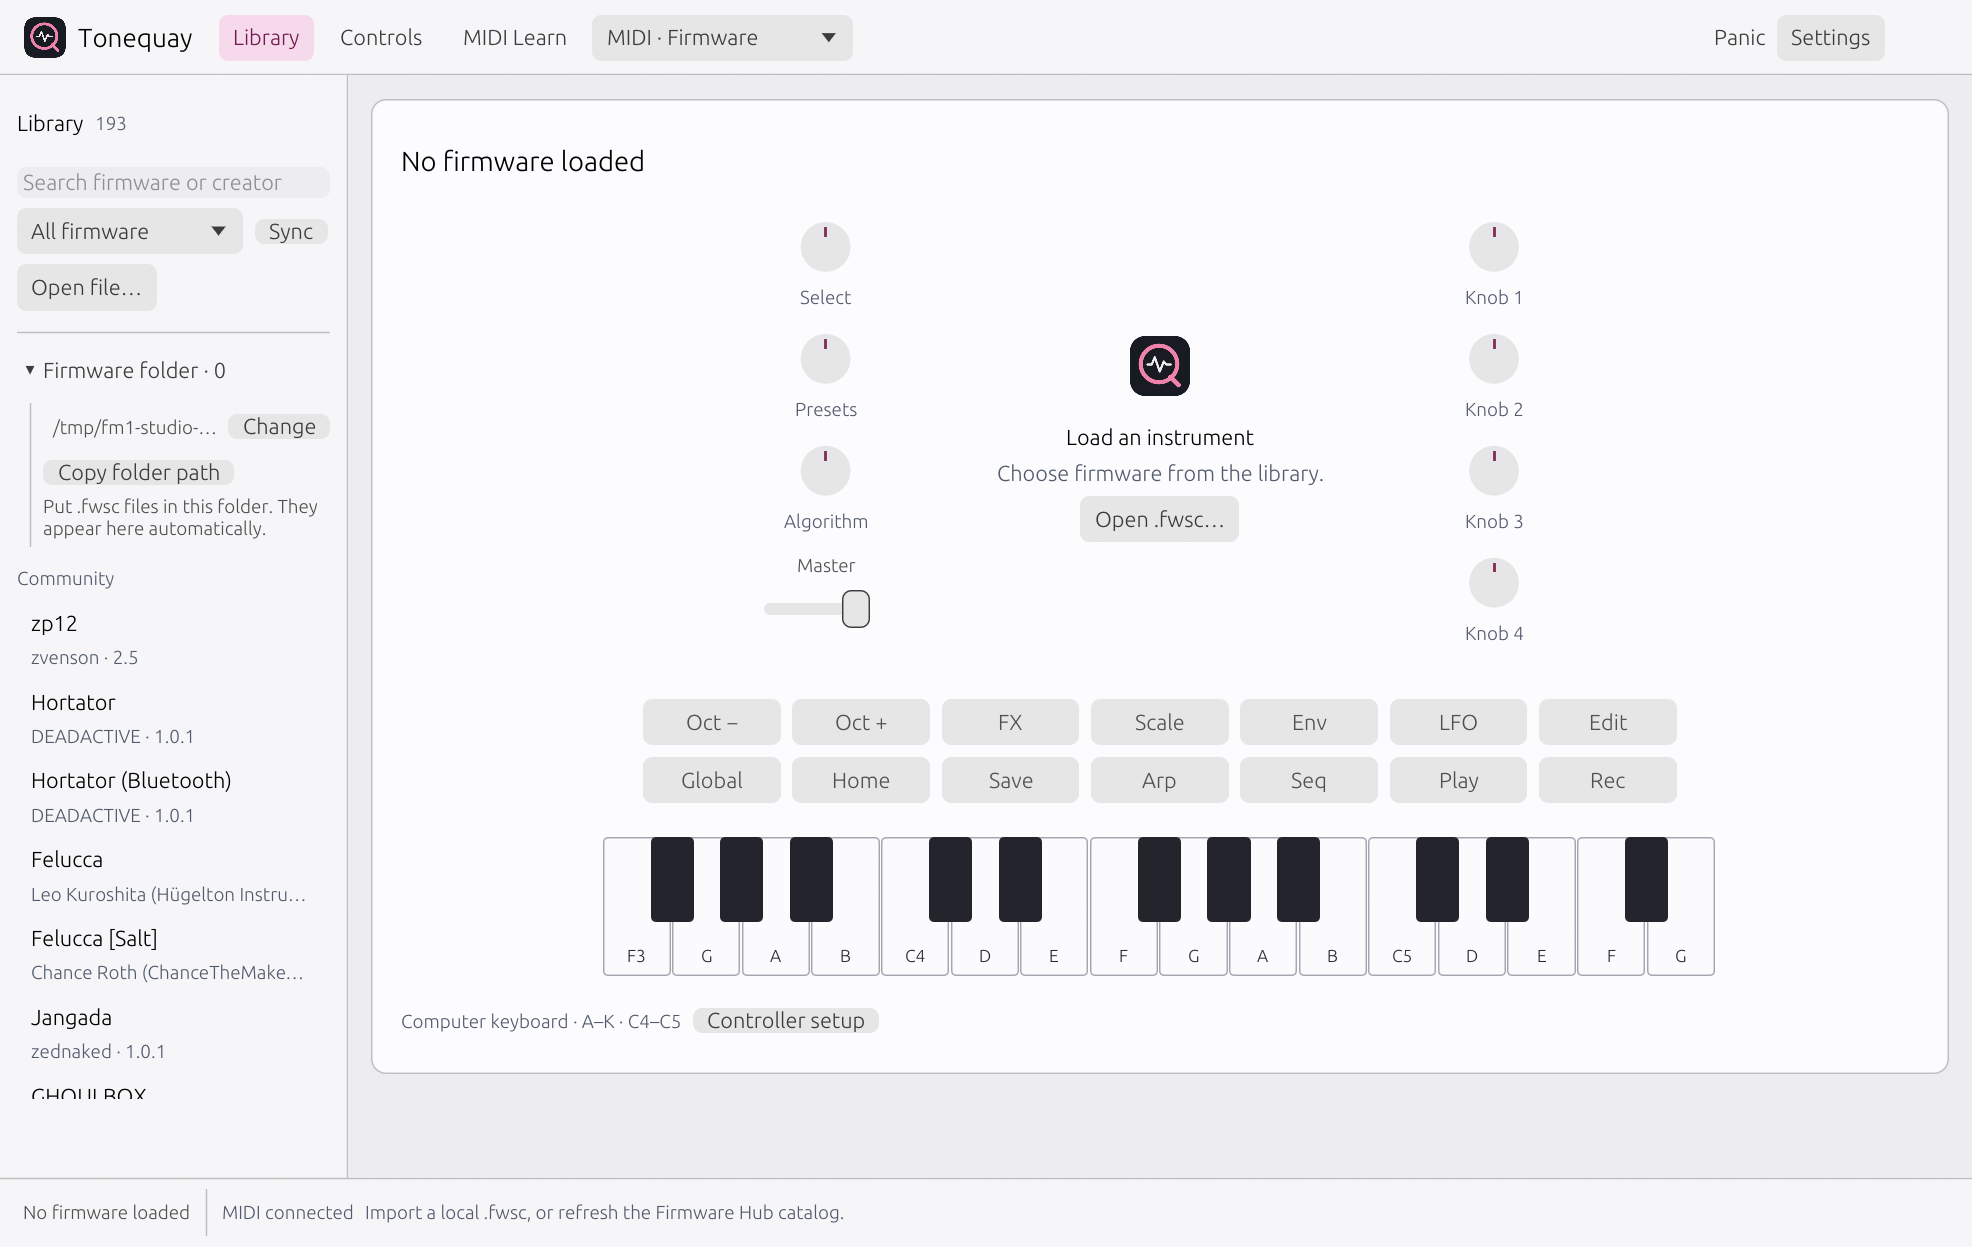 Tonequay
Library
Controls
MIDI Learn
MIDI · Firmware
Panic
Settings
Library 193
Search firmware or creator
All firmware
Sync
Open file…
Firmware folder · 0
/tmp/fm1-studio-…
Change
Copy folder path
Put .fwsc files in this folder. They
appear here automatically.
Community
zp12
zvenson · 2.5
Hortator
DEADACTIVE · 1.0.1
Hortator (Bluetooth)
DEADACTIVE · 1.0.1
Felucca
Leo Kuroshita (Hügelton Instru…
Felucca [Salt]
Chance Roth (ChanceTheMake…
Jangada
zednaked · 1.0.1
GHOULBOX
No firmware loaded
Select
Presets
Algorithm
Master
Load an instrument
Choose firmware from the library.
Open .fwsc…
Knob 1
Knob 2
Knob 3
Knob 4
Oct –
Oct +
FX
Scale
Env
LFO
Edit
Global
Home
Save
Arp
Seq
Play
Rec
F3 G A B C4 D E F G A B C5 D E F G
Computer keyboard · A–K · C4–C5
Controller setup
No firmware loaded
MIDI connected
Import a local .fwsc, or refresh the Firmware Hub catalog.